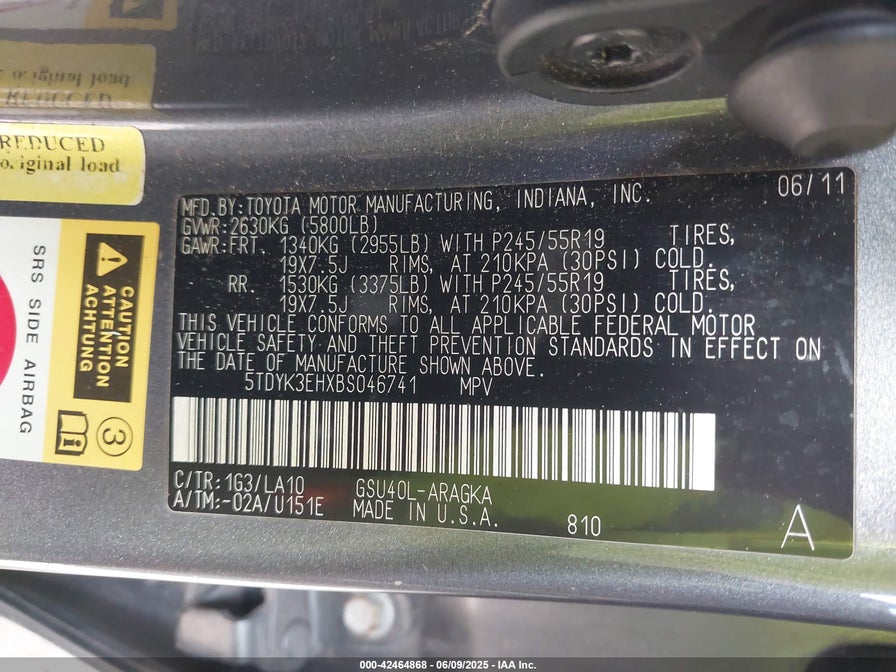 o. iginal load
REDUCED
REDUCED
o. iginal load
SRS SIDE AIRBAG
CAUTION
ATTENTION
ACHTUNG
3
MFD. BY: TOYOTA MOTOR MANUFACTURING, INDIANA, INC. 06/11
GVWR: 2630KG (5800LB)
GAWR: FRT. 1340KG (2955LB) WITH P245/55R19 TIRES,
19X7.5J RIMS, AT 210KPA (30PSI) COLD.
RR. 1530KG (3375LB) WITH P245/55R19 TIRES,
19X7.5J RIMS, AT 210KPA (30PSI) COLD.
THIS VEHICLE CONFORMS TO ALL APPLICABLE FEDERAL MOTOR
VEHICLE SAFETY AND THEFT PREVENTION STANDARDS IN EFFECT ON
THE DATE OF MANUFACTURE SHOWN ABOVE.
5TDYK3EHXBS046741 MPV
C/TR: 1G3/LA10 GSU40L-ARAGKA
A/TM:-02A/U151E MADE IN U.S.A. 810 A
000-42464868 - 06/09/2025 - IAA Inc.